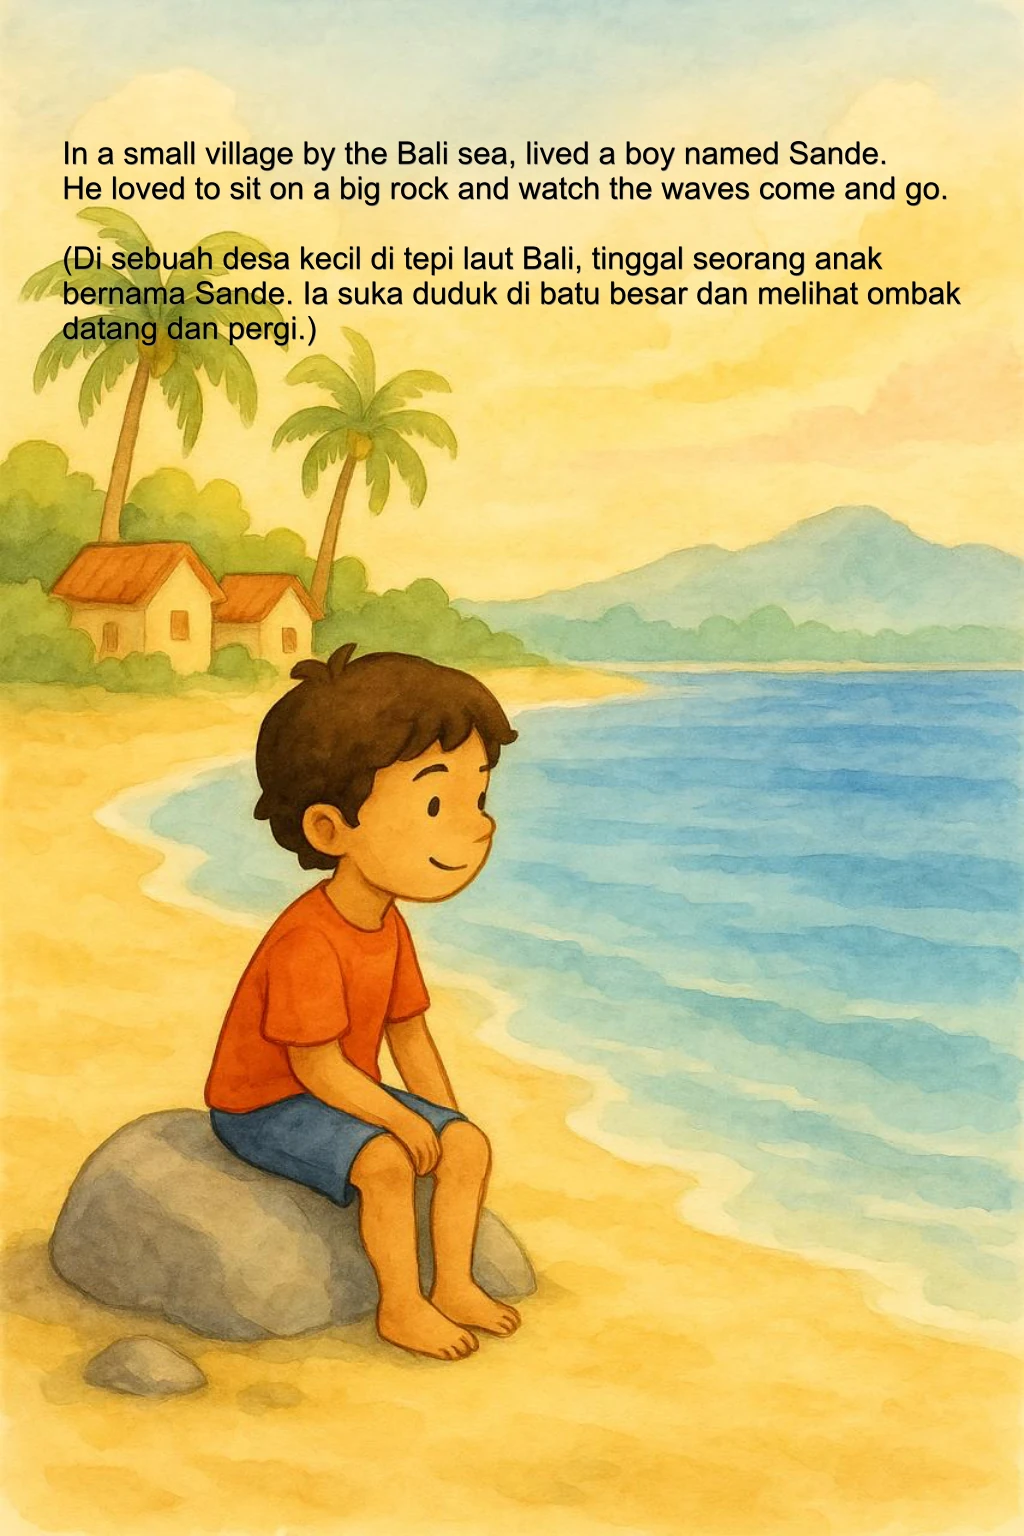 In a small village by the Bali sea, lived a boy named Sande.
He loved to sit on a big rock and watch the waves come and go.
(Di sebuah desa kecil di tepi laut Bali, tinggal seorang anak
bernama Sande. Ia suka duduk di batu besar dan melihat ombak
datang dan pergi.)